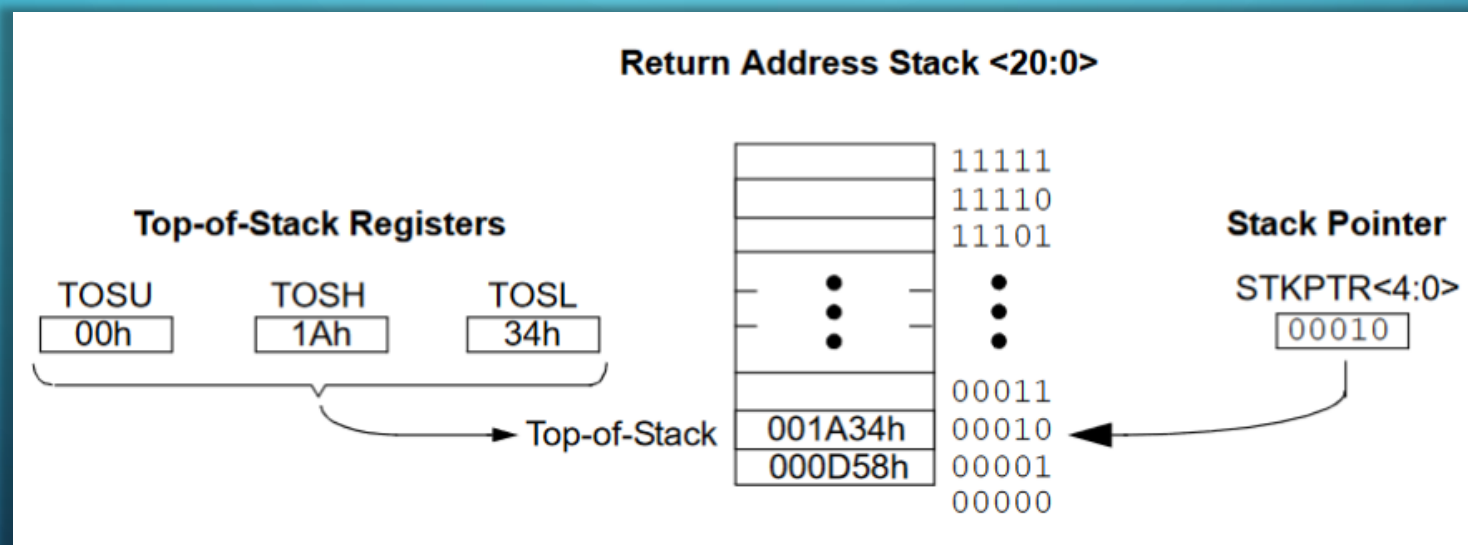 Return Address Stack <20:0>
11111
11110
Top-of-Stack Registers
11101
Stack Pointer
TOSU TOSH TOSL
STKPTR<4:0>
00h 1Ah 34h
00010
00011
Top-of-Stack 001A34h 00010
000D58h 00001
00000